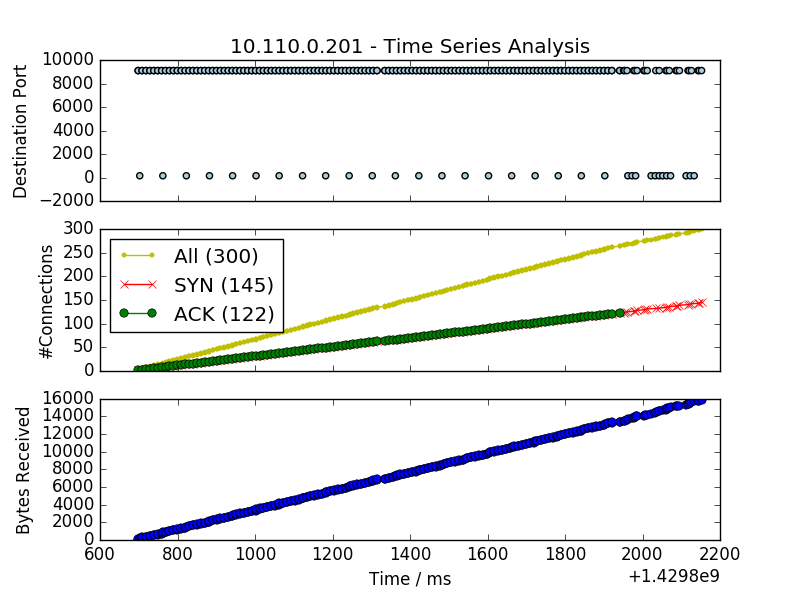 10.110.0.201 - Time Series Analysis
Destination Port
10000
8000
6000
4000
2000
0
−2000
#Connections
300
250
200
150
100
50
0
All (300)
SYN (145)
ACK (122)
Bytes Received
16000
14000
12000
10000
8000
6000
4000
2000
0
600 800 1000 1200 1400 1600 1800 2000 2200
Time / ms
+1.4298e9